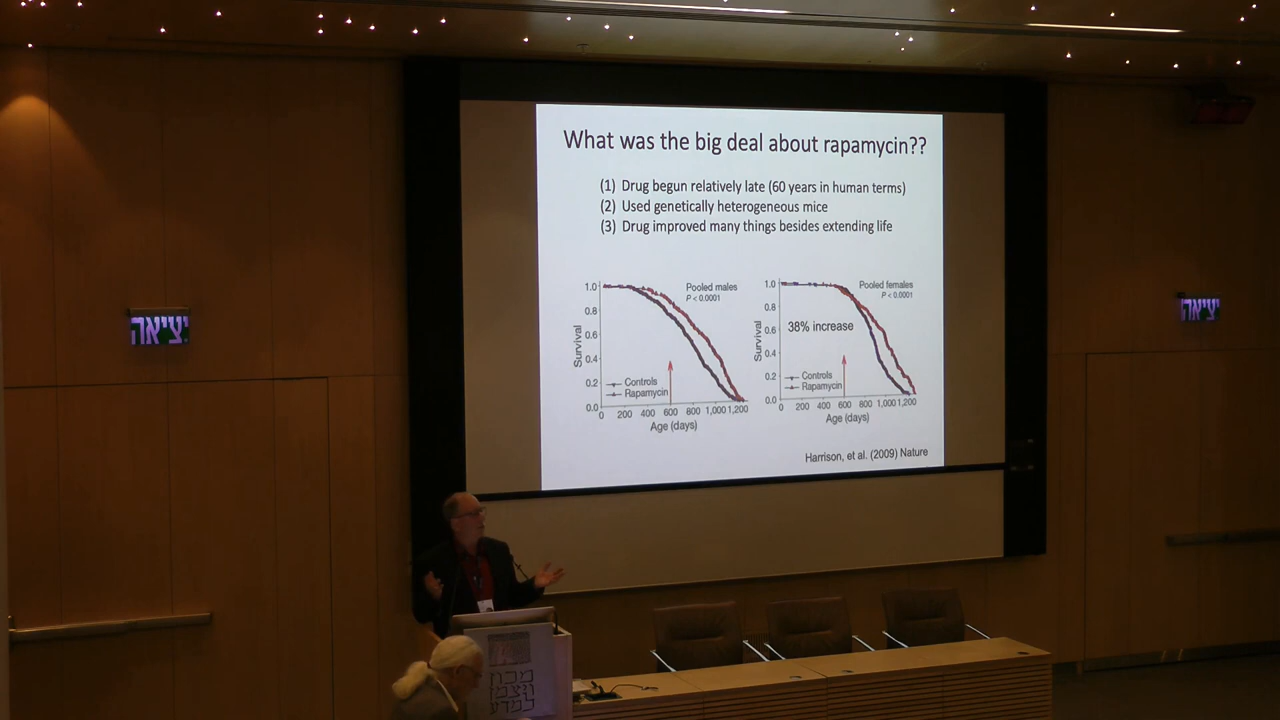 What was the big deal about rapamycin??
(1) Drug begun relatively late (60 years in human terms)
(2) Used genetically heterogeneous mice
(3) Drug improved many things besides extending life
Pooled males
P < 0.0001
Survival
1.0
0.8
0.6
0.4
0.2
0.0
Controls
Rapamycin
0 200 400 600 800 1,000 1,200
Age (days)
Pooled females
P < 0.0001
38% increase
Survival
1.0
0.8
0.6
0.4
0.2
0.0
Controls
Rapamycin
0 200 400 600 800 1,000 1,200
Age (days)
Harrison, et al. (2009) Nature
יציאה
יציאה
מכון
ויצמן
למדע